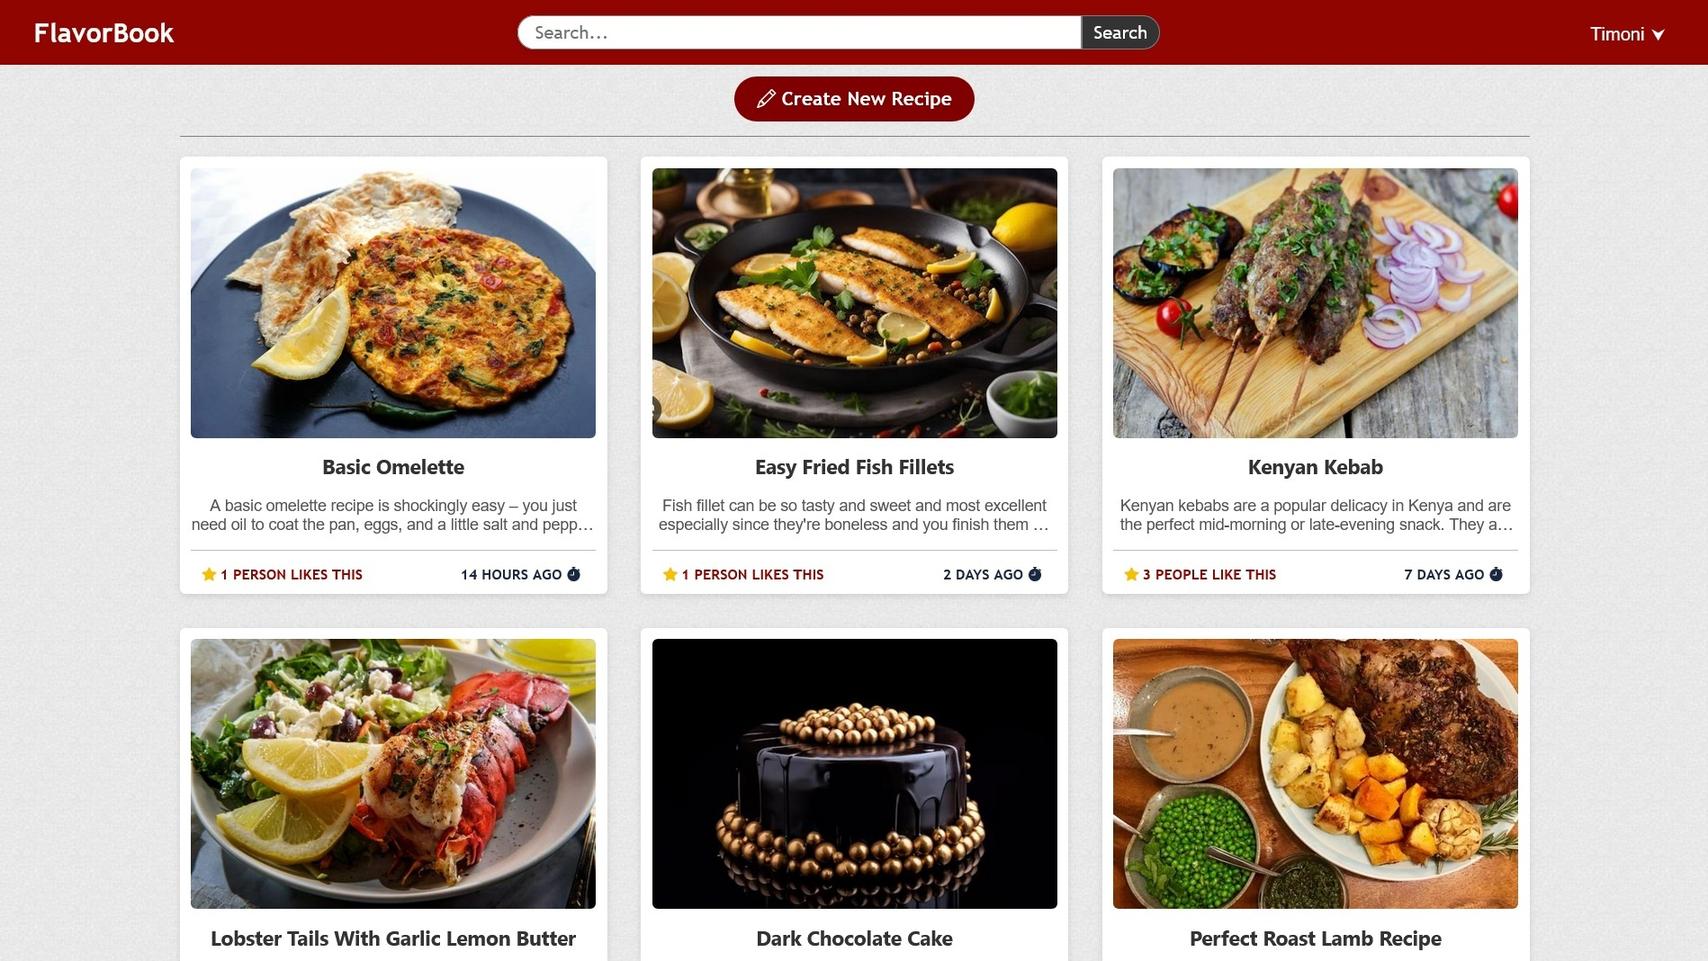 FlavorBook
Search...
Search
Timoni
Create New Recipe
Basic Omelette
A basic omelette recipe is shockingly easy – you just
need oil to coat the pan, eggs, and a little salt and pepp...
1 PERSON LIKES THIS
14 HOURS AGO
Easy Fried Fish Fillets
Fish fillet can be so tasty and sweet and most excellent
especially since they're boneless and you finish them ...
1 PERSON LIKES THIS
2 DAYS AGO
Kenyan Kebab
Kenyan kebabs are a popular delicacy in Kenya and are
the perfect mid-morning or late-evening snack. They a...
3 PEOPLE LIKE THIS
7 DAYS AGO
Lobster Tails With Garlic Lemon Butter
Dark Chocolate Cake
Perfect Roast Lamb Recipe